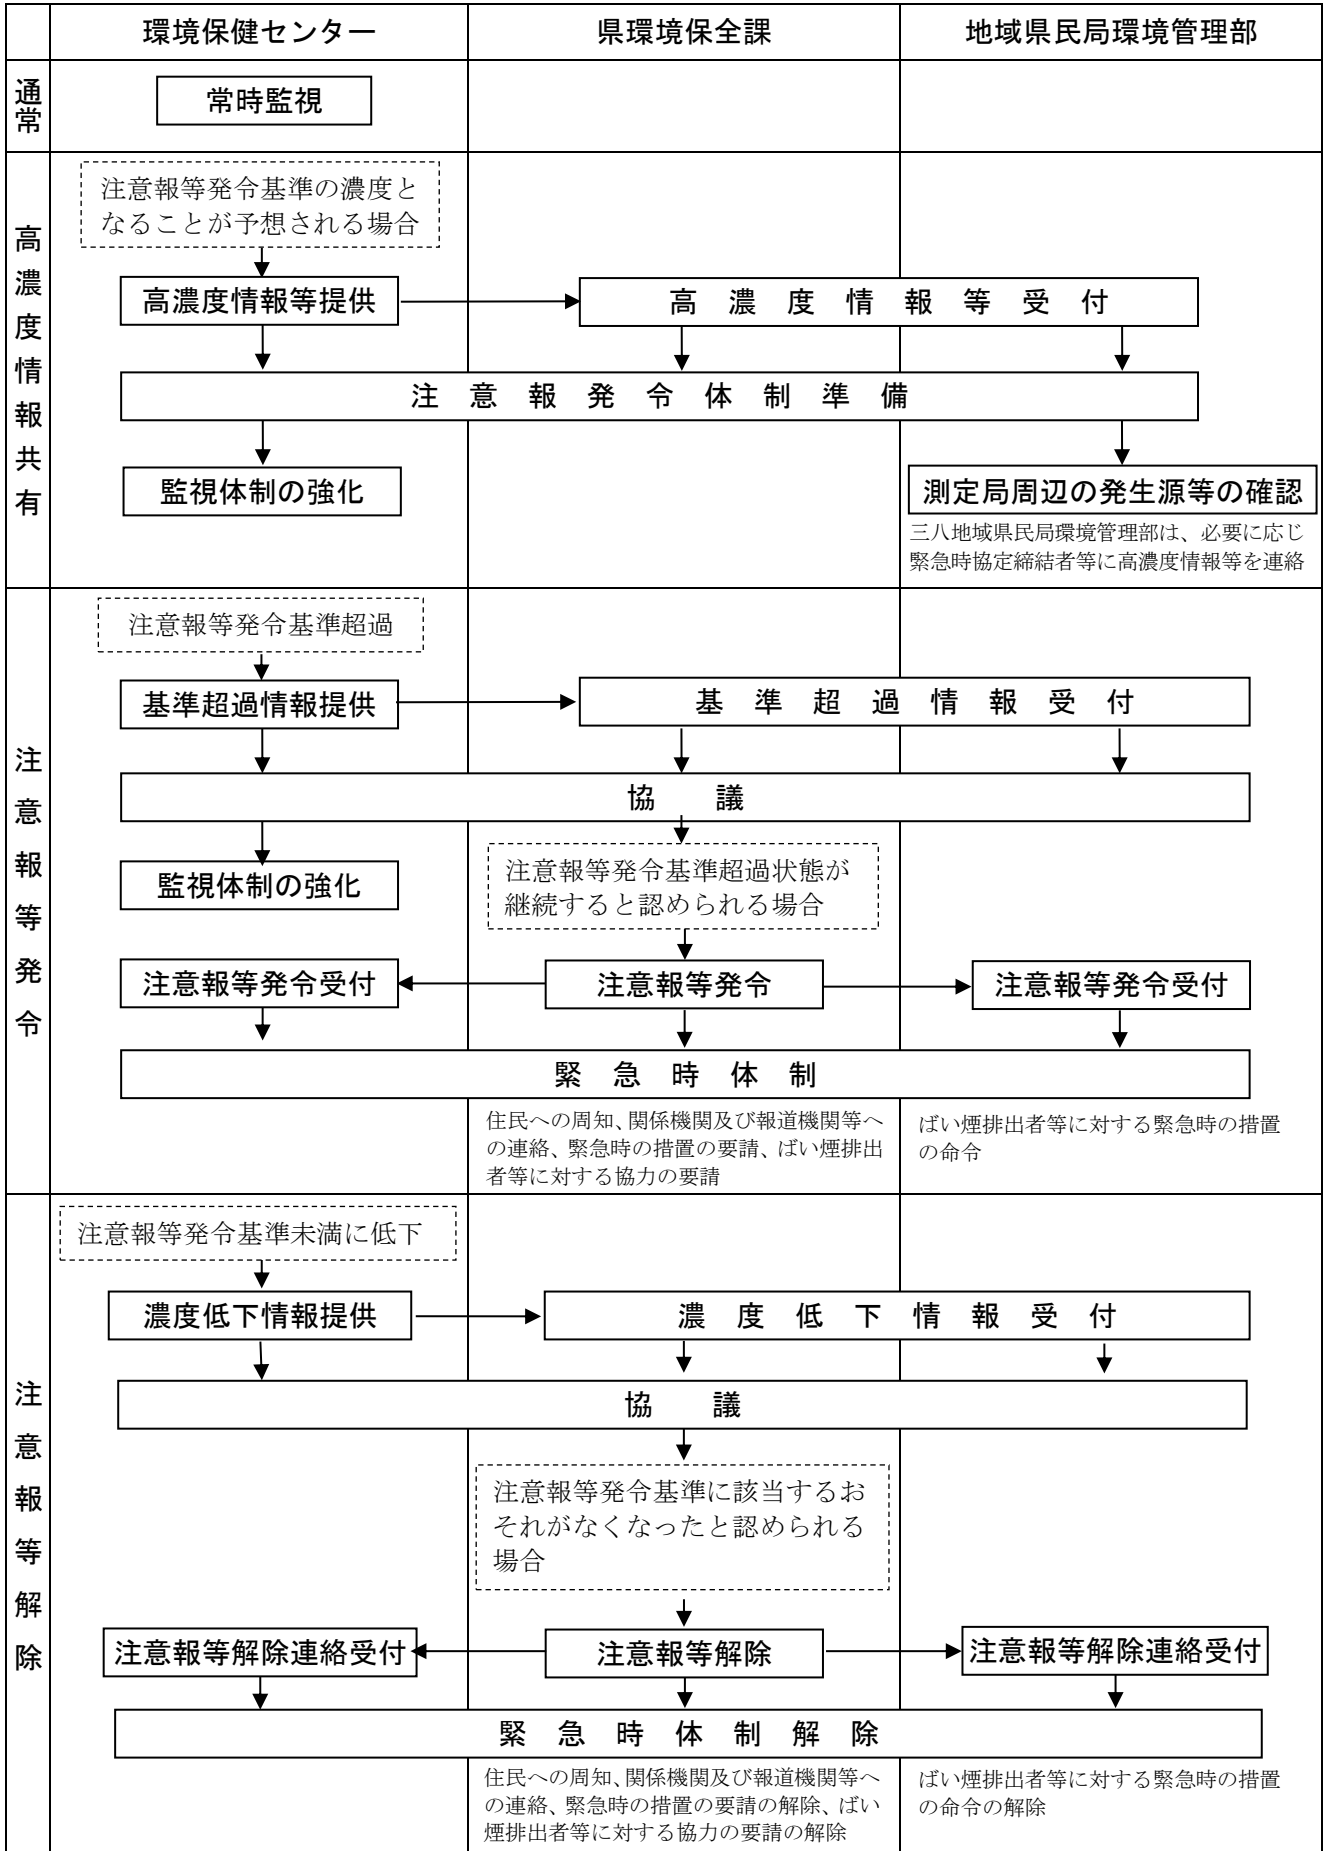 環境保健センター
県環境保全課
地域県民局環境管理部
通常
常時監視
高濃度情報共有
注意報等発令基準の濃度と
なることが予想される場合
高濃度情報等提供
高濃度情報等受付
注意報発令体制準備
監視体制の強化
測定局周辺の発生源等の確認
三八地域県民局環境管理部は、必要に応じ
緊急時協定締結者等に高濃度情報等を連絡
注意報等発令
注意報等発令基準超過
基準超過情報提供
基準超過情報受付
協議
監視体制の強化
注意報等発令基準超過状態が
継続すると認められる場合
注意報等発令受付
注意報等発令
注意報等発令受付
緊急時体制
住民への周知、関係機関及び報道機関等へ
の連絡、緊急時の措置の要請、ばい煙排出
者等に対する協力の要請
ばい煙排出者等に対する緊急時の措置
の命令
注意報等解除
注意報等発令基準未満に低下
濃度低下情報提供
濃度低下情報受付
協議
注意報等発令基準に該当するお
それがなくなったと認められる
場合
注意報等解除連絡受付
注意報等解除
注意報等解除連絡受付
緊急時体制解除
住民への周知、関係機関及び報道機関等へ
の連絡、緊急時の措置の要請の解除、ばい
煙排出者等に対する協力の要請の解除
ばい煙排出者等に対する緊急時の措置
の命令の解除